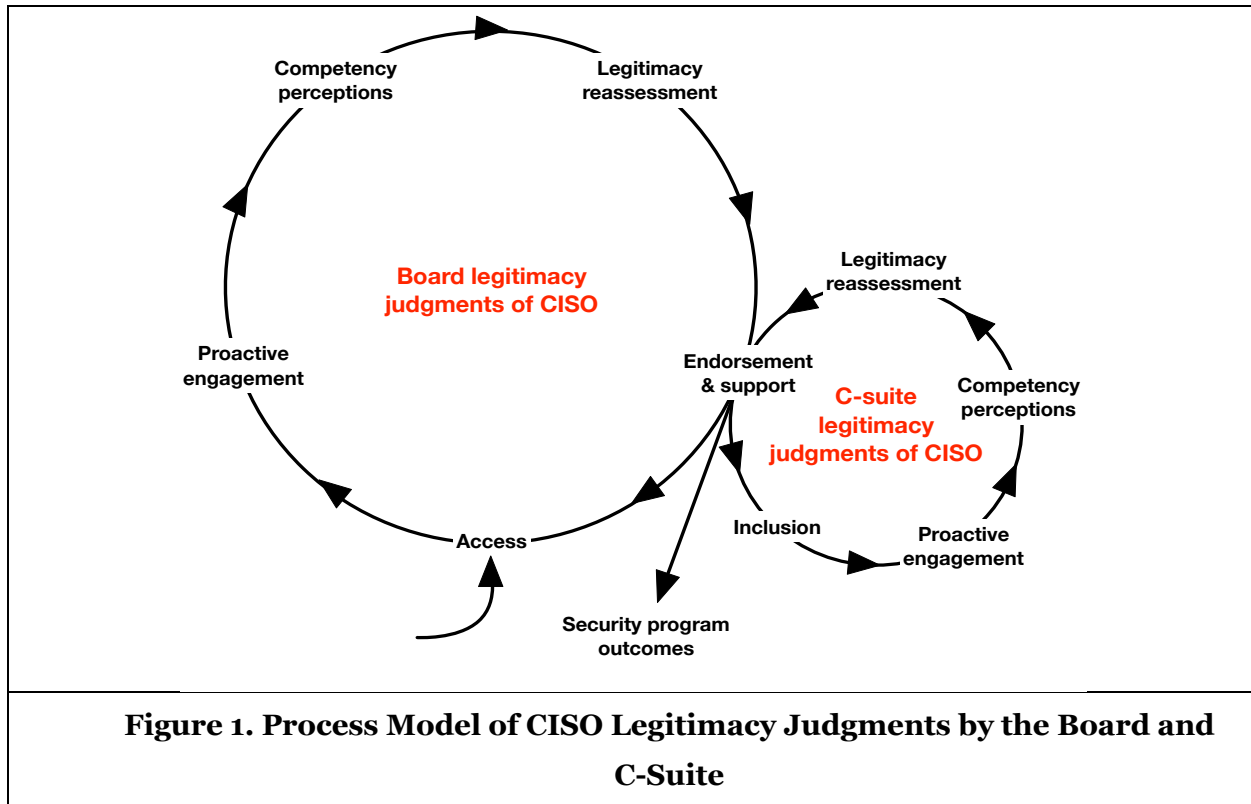 Competency
perceptions
Legitimacy
reassessment
Board legitimacy
judgments of CISO
Proactive
engagement
Access
Endorsement
& support
Legitimacy
reassessment
Competency
perceptions
C-suite
legitimacy
judgments of CISO
Inclusion
Proactive
engagement
Security program
outcomes
Figure 1. Process Model of CISO Legitimacy Judgments by the Board and
C-Suite